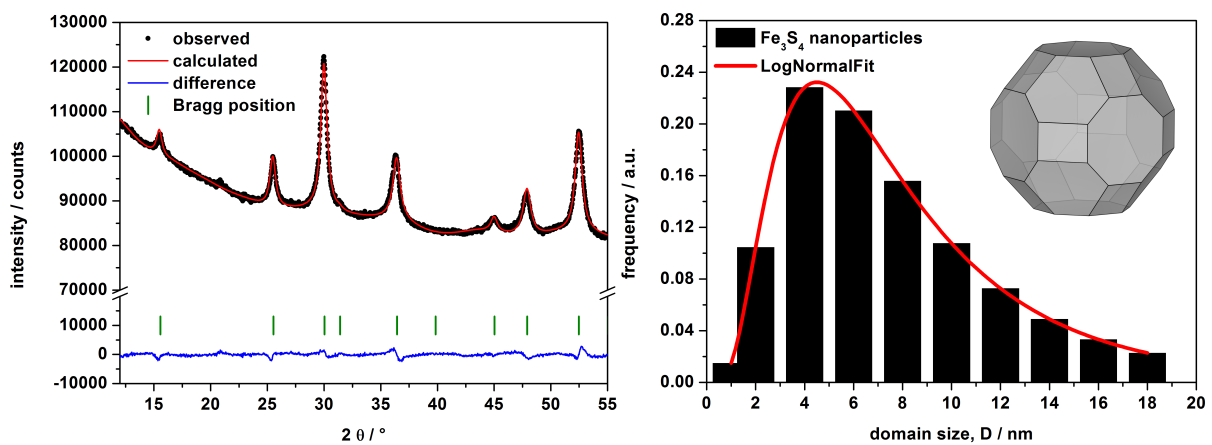 130000
120000
110000
100000
90000
80000
70000
10000
0
-10000
intensity / counts
observed
calculated
difference
Bragg position
15 20 25 30 35 40 45 50 55
2 θ / °
0.28
0.24
0.20
0.16
0.12
0.08
0.04
0.00
frequency / a.u.
Fe₃S₄ nanoparticles
LogNormalFit
0 2 4 6 8 10 12 14 16 18 20
domain size, D / nm